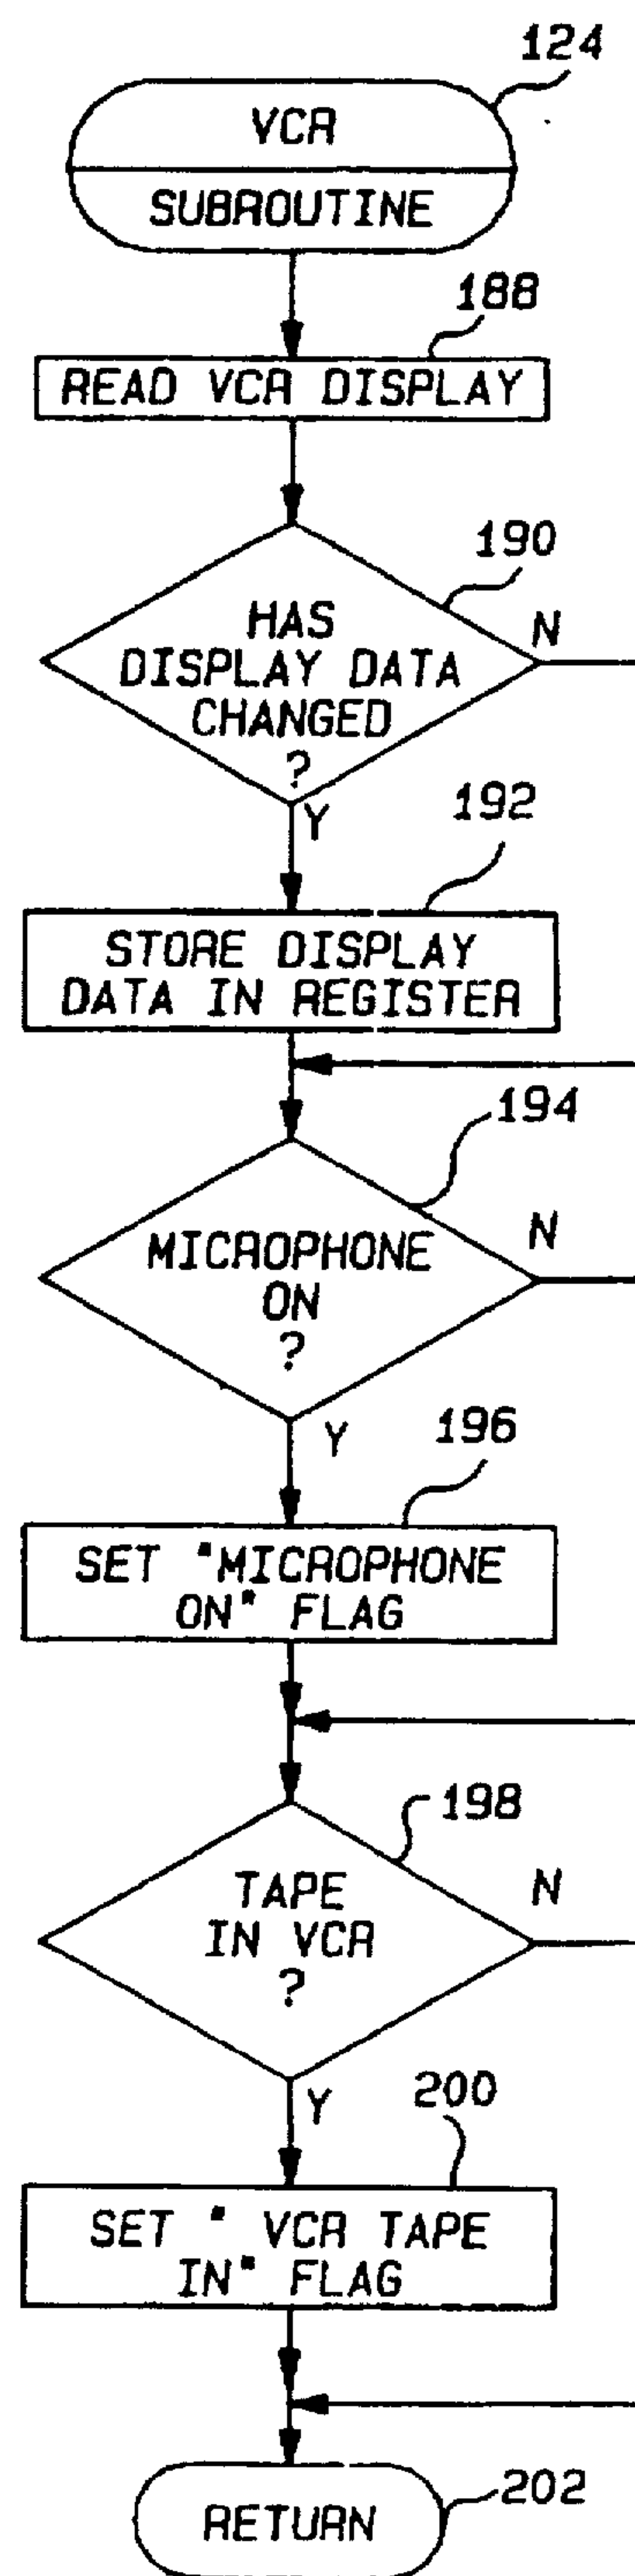 124
VCR
SUBROUTINE
188
READ VCR DISPLAY
190
HAS
DISPLAY DATA
CHANGED
?
N
Y
192
STORE DISPLAY
DATA IN REGISTER
194
MICROPHONE
ON
?
N
Y
196
SET "MICROPHONE
ON" FLAG
198
TAPE
IN VCR
?
N
Y
200
SET " VCR TAPE
IN" FLAG
RETURN
202